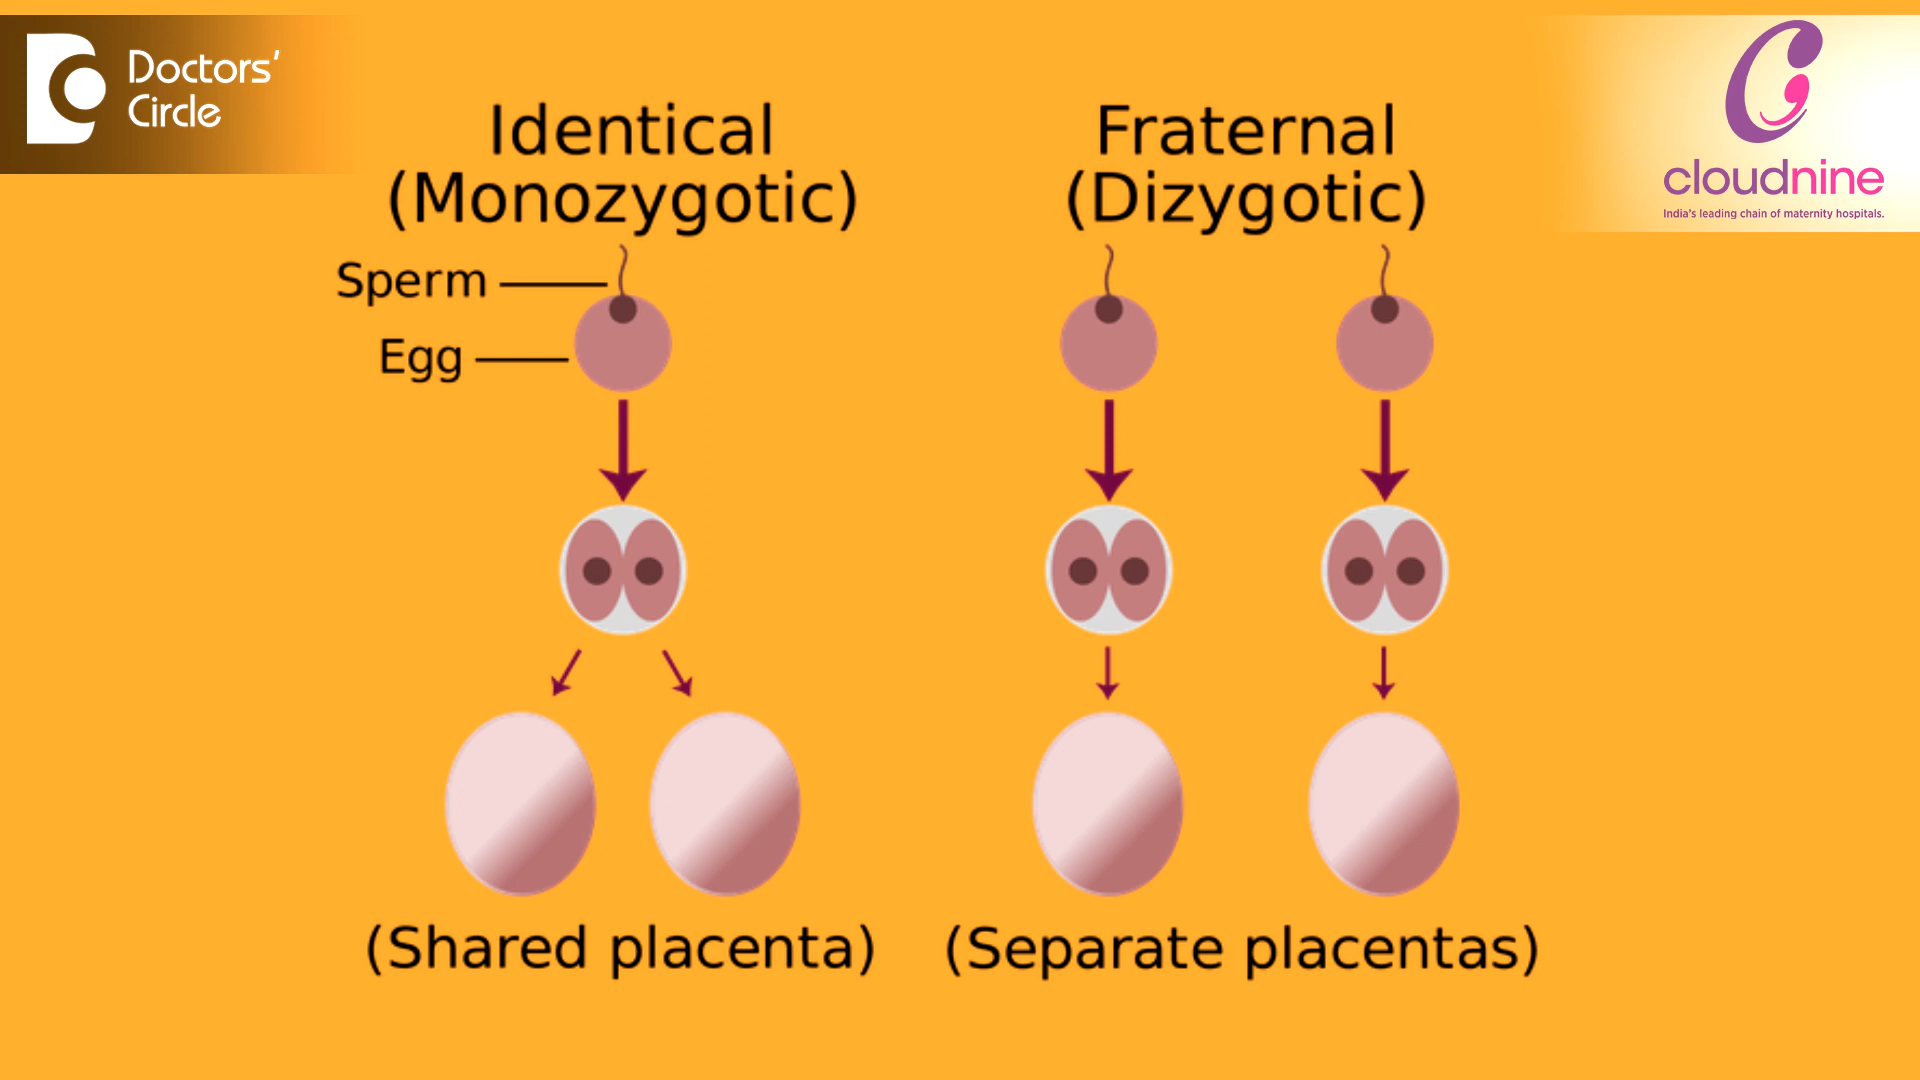 Doctors'
Circle
cloudnine
India's leading chain of maternity hospitals.
Identical
(Monozygotic)
Fraternal
(Dizygotic)
Sperm
Egg
(Shared placenta)
(Separate placentas)